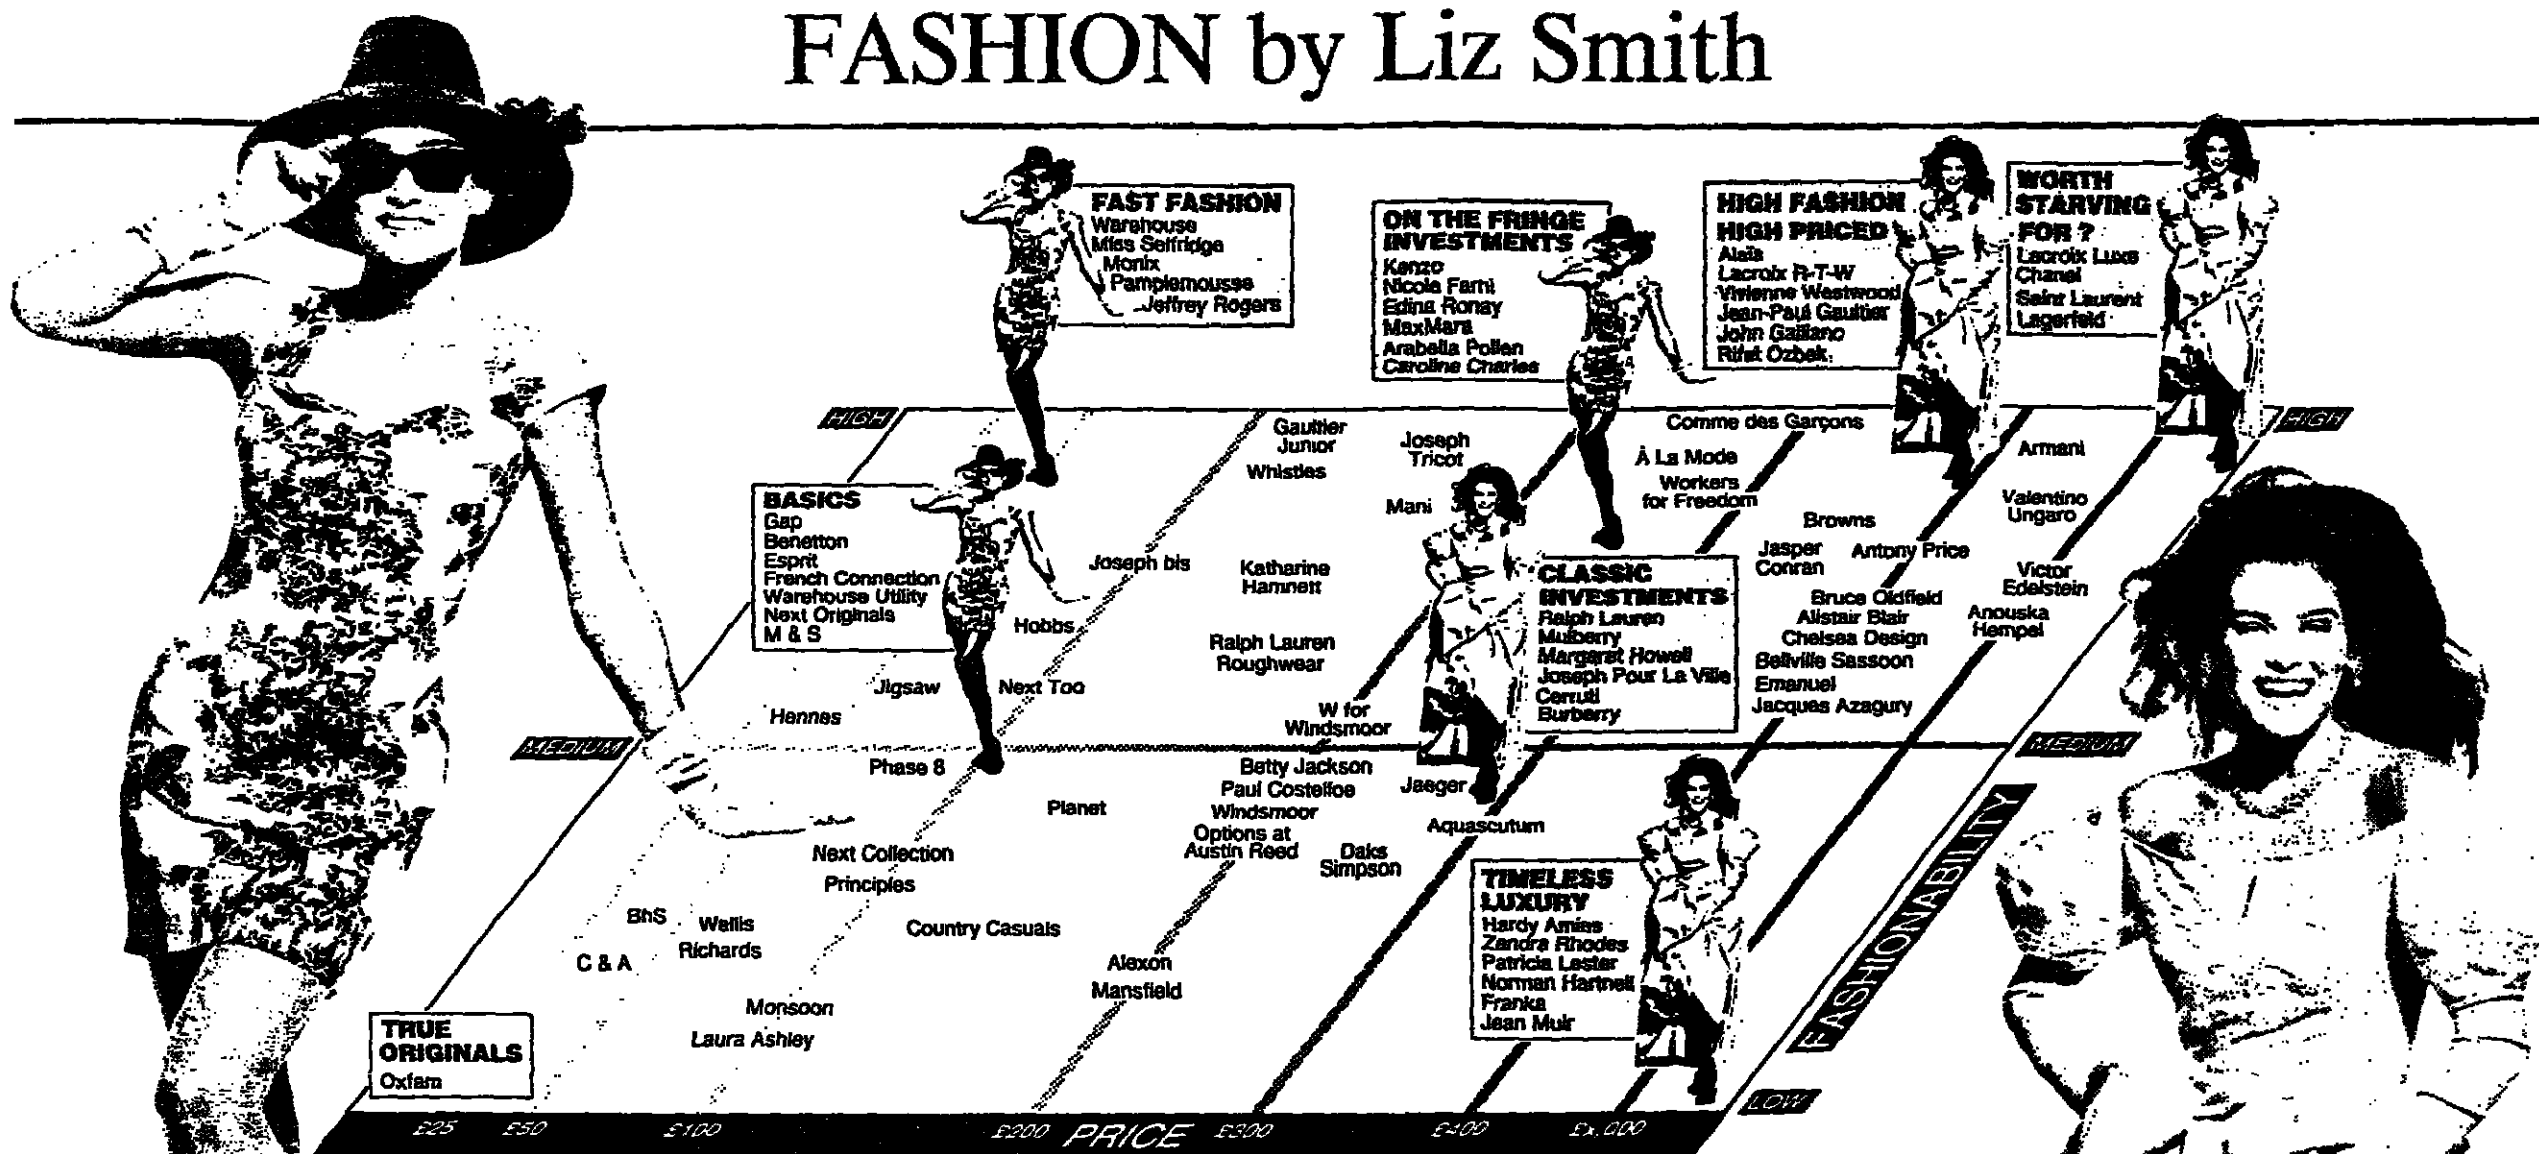 FASHION by Liz Smith
FAST FASHION
Warehouse
Miss Selfridge
Monix
Pamplemousse
Jeffrey Rogers
ON THE FRINGE
INVESTMENTS
Kenzo
Nicole Farhi
Edina Ronay
MaxMara
Arabella Pollen
Caroline Charles
HIGH FASHION
HIGH PRICED
Alaïa
Lacroix R-T-W
Vivienne Westwood
Jean-Paul Gaultier
John Galliano
Rifat Ozbek
WORTH
STARVING
FOR ?
Lacroix Luxe
Chanel
Saint Laurent
Lagerfeld
HIGH
HIGH
Gaultier
Junior
Whistles
Joseph
Tricot
Mani
Comme des Garçons
À La Mode
Workers
for Freedom
Armani
Valentino
Ungaro
Browns
Jasper
Conran
Antony Price
Victor
Edelstein
Bruce Oldfield
Alistair Blair
Chelsea Design
Bellville Sassoon
Emanuel
Jacques Azagury
Anouska
Hempel
BASICS
Gap
Benetton
Esprit
French Connection
Warehouse Utility
Next Originals
M & S
Joseph bis
Katharine
Hamnett
Hobbs
Ralph Lauren
Roughwear
CLASSIC
INVESTMENTS
Ralph Lauren
Mulberry
Margaret Howell
Joseph Pour La Ville
Cerruti
Burberry
Jigsaw
Next Too
Hennes
W for
Windsmoor
MEDIUM
MEDIUM
Phase 8
Planet
Betty Jackson
Paul Costelloe
Windsmoor
Options at
Austin Reed
Jaeger
Aquascutum
Daks
Simpson
Next Collection
Principles
BhS
Wallis
Richards
C & A
Country Casuals
Alexon
Mansfield
Monsoon
Laura Ashley
TIMELESS
LUXURY
Hardy Amies
Zandra Rhodes
Patricia Lester
Norman Hartnell
Franka
Jean Muir
FASHIONABILITY
TRUE
ORIGINALS
Oxfam
LOW
£25 £50 £100 £200 PRICE £300 £400 £x,000